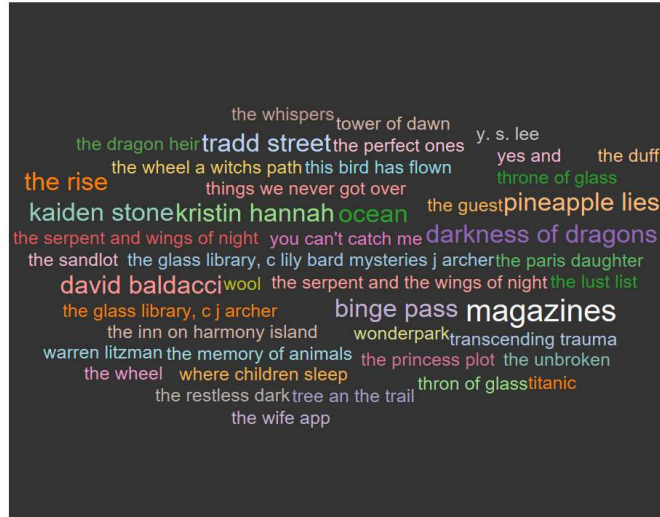 the whispers
tower of dawn
y. s. lee
the dragon heir tradd street the perfect ones
yes and the duff
the wheel a witchs path this bird has flown
throne of glass
the rise
things we never got over
kaiden stone kristin hannah ocean the guest pineapple lies
the serpent and wings of night you can't catch me darkness of dragons
the sandlot the glass library, c lily bard mysteries j archer the paris daughter
david baldacci wool the serpent and the wings of night the lust list
the glass library, c j archer binge pass magazines
the inn on harmony island wonderpark transcending trauma
warren litzman the memory of animals the princess plot the unbroken
the wheel where children sleep thron of glass titanic
the restless dark tree an the trail
the wife app